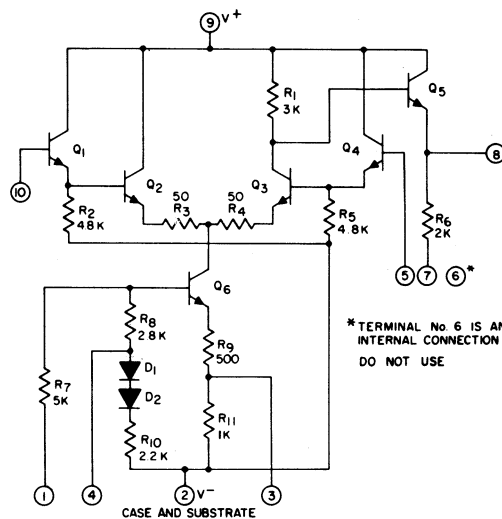 9 V+
R1
3K
Q5
Q1
Q4
Q2
Q3
8
10
50
R3
50
R4
R2
4.8K
R5
4.8K
R6
2K
Q6
5
7
6*
R8
2.8K
R9
500
* TERMINAL No. 6 IS AN
INTERNAL CONNECTION
DO NOT USE
D1
R7
5K
D2
R11
1K
R10
2.2K
1
4
2 V-
3
CASE AND SUBSTRATE